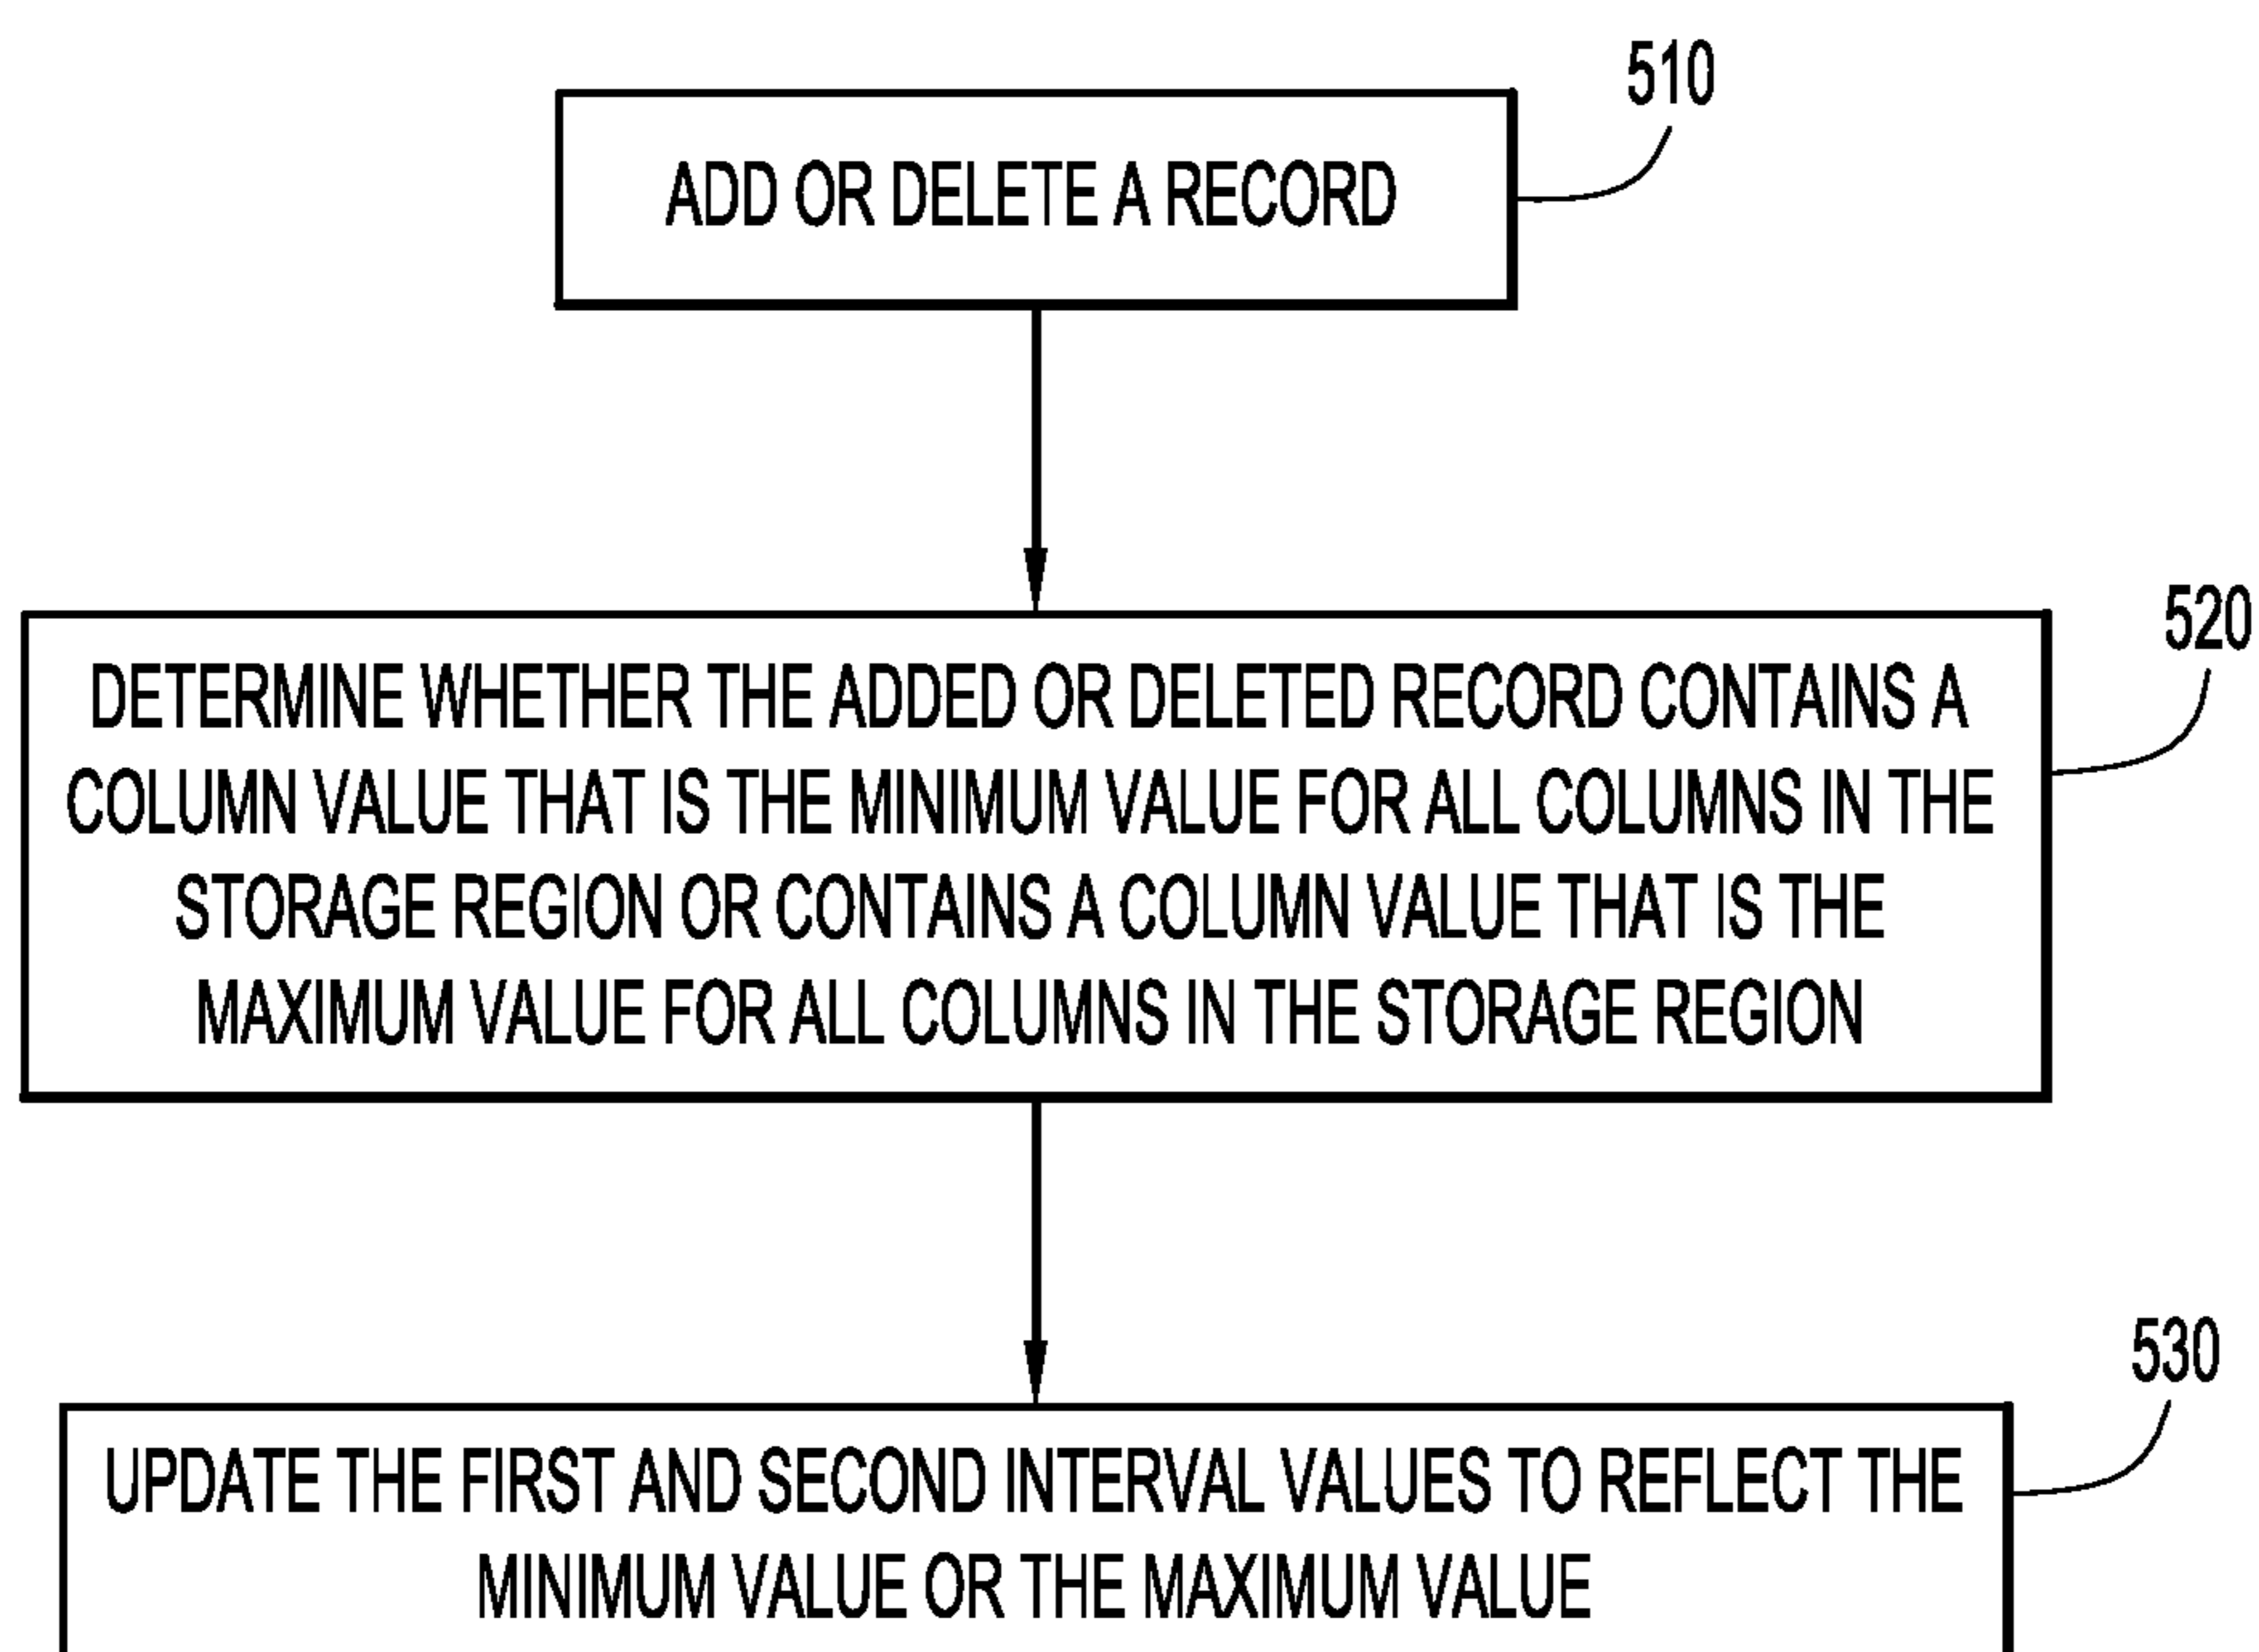 510
ADD OR DELETE A RECORD
520
DETERMINE WHETHER THE ADDED OR DELETED RECORD CONTAINS A
COLUMN VALUE THAT IS THE MINIMUM VALUE FOR ALL COLUMNS IN THE
STORAGE REGION OR CONTAINS A COLUMN VALUE THAT IS THE
MAXIMUM VALUE FOR ALL COLUMNS IN THE STORAGE REGION
530
UPDATE THE FIRST AND SECOND INTERVAL VALUES TO REFLECT THE
MINIMUM VALUE OR THE MAXIMUM VALUE